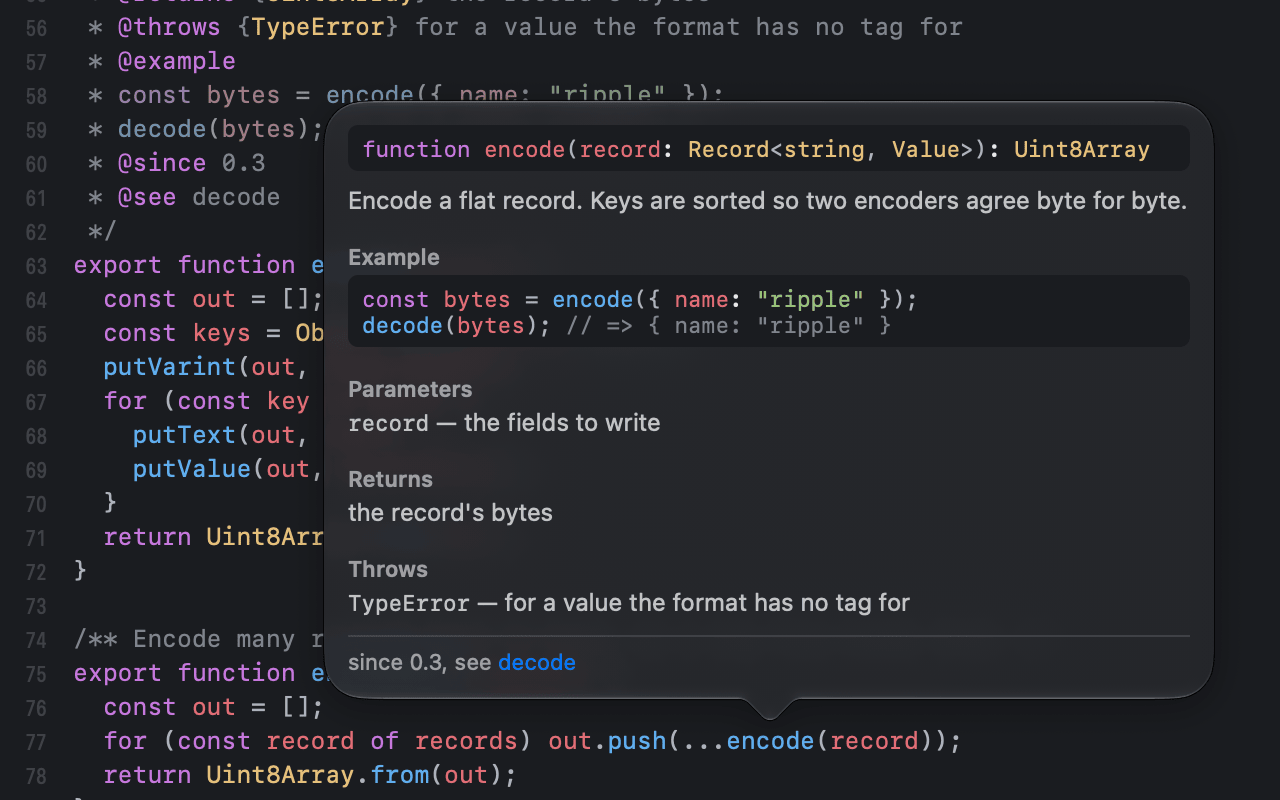 56 * @throws {TypeError} for a value the format has no tag for
57 * @example
58 * const bytes = encode({ name: "ripple" });
59 * decode(bytes);
60 * @since 0.3
61 * @see decode
62 */
63 export function e
64 const out = [];
65 const keys = Ob
66 putVarint(out,
67 for (const key
68 putText(out,
69 putValue(out,
70 }
71 return Uint8Arr
72 }
73
74 /** Encode many r
75 export function e
76 const out = [];
77 for (const record of records) out.push(...encode(record));
78 return Uint8Array.from(out);
function encode(record: Record<string, Value>): Uint8Array
Encode a flat record. Keys are sorted so two encoders agree byte for byte.
Example
const bytes = encode({ name: "ripple" });
decode(bytes); // => { name: "ripple" }
Parameters
record — the fields to write
Returns
the record's bytes
Throws
TypeError — for a value the format has no tag for
since 0.3, see decode